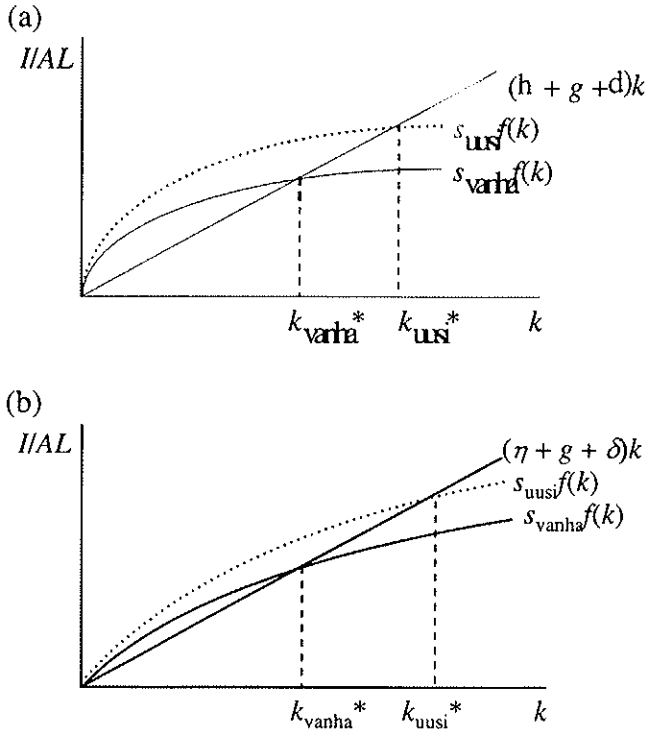 (a)
I/AL
(h + g +d)k
s_uusi f(k)
s_vanha f(k)
k_vanha* k_uusi* k
(b)
I/AL
(η + g + δ)k
s_uusi f(k)
s_vanha f(k)
k_vanha* k_uusi* k